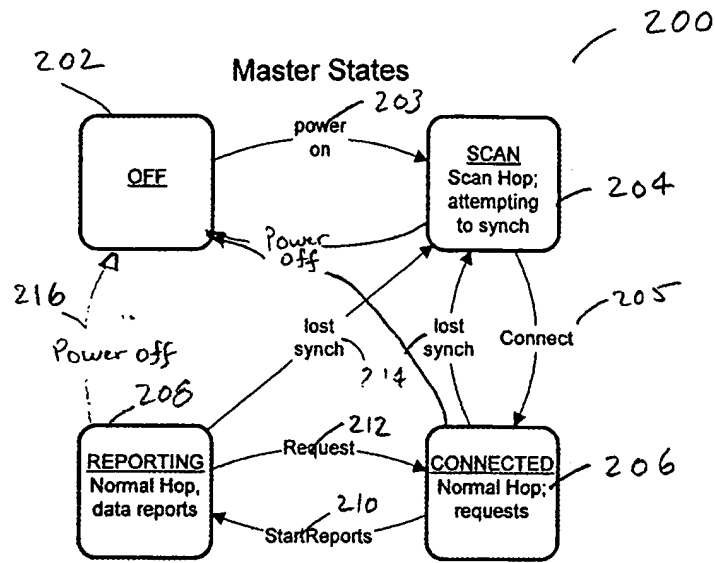 200
202
Master States
203
power
on
OFF
SCAN
Scan Hop;
attempting
to synch
204
Power
off
216
Power off
lost
synch
214
lost
synch
Connect
205
208
REPORTING
Normal Hop,
data reports
212
Request
210
StartReports
CONNECTED
Normal Hop;
requests
206